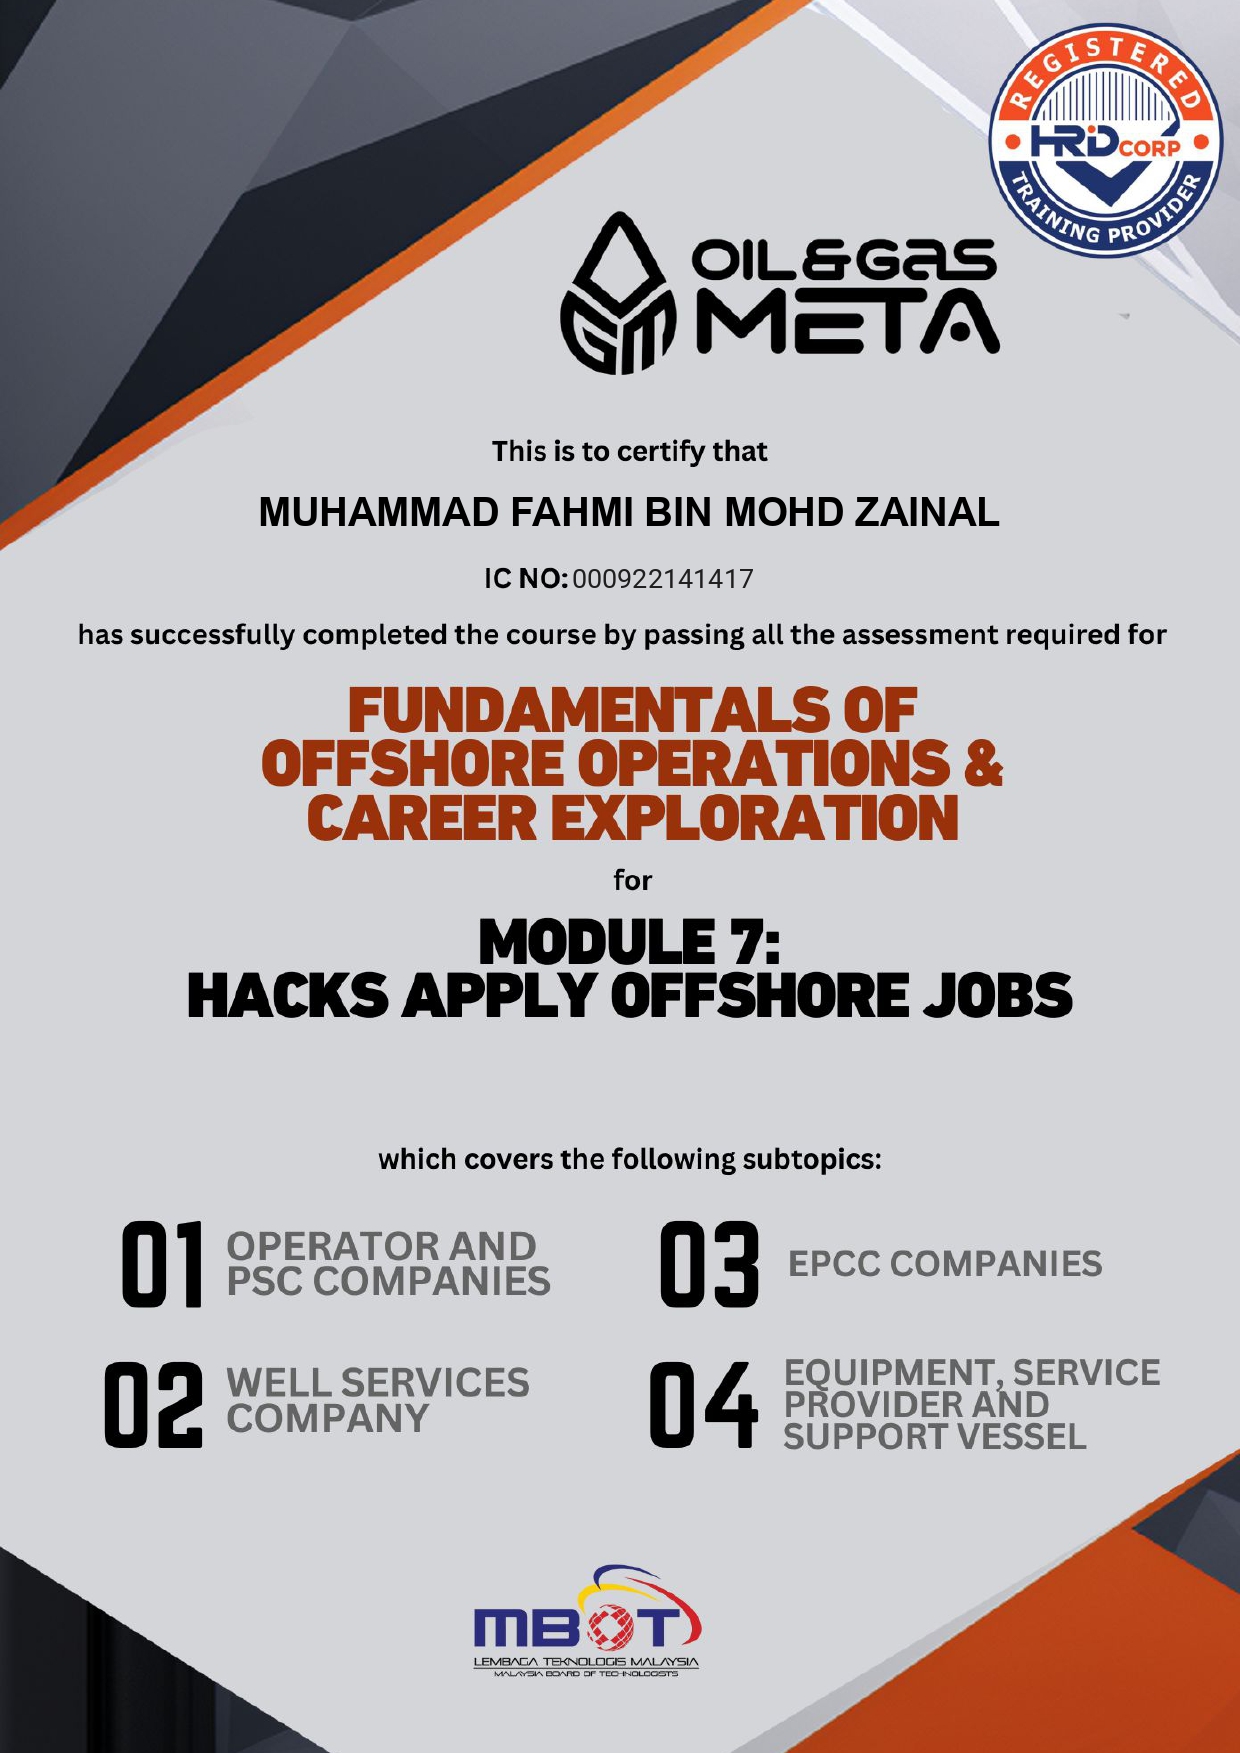 REGISTERED
HRD CORP
TRAINING PROVIDER
OIL & GAS
META
This is to certify that
MUHAMMAD FAHMI BIN MOHD ZAINAL
IC NO: 000922141417
has successfully completed the course by passing all the assessment required for
FUNDAMENTALS OF
OFFSHORE OPERATIONS &
CAREER EXPLORATION
for
MODULE 7:
HACKS APPLY OFFSHORE JOBS
which covers the following subtopics:
01 OPERATOR AND
PSC COMPANIES
02 WELL SERVICES
COMPANY
03 EPCC COMPANIES
04 EQUIPMENT, SERVICE
PROVIDER AND
SUPPORT VESSEL
MBOT
LEMBAGA TEKNOLOGIS MALAYSIA
MALAYSIA BOARD OF TECHNOLOGISTS